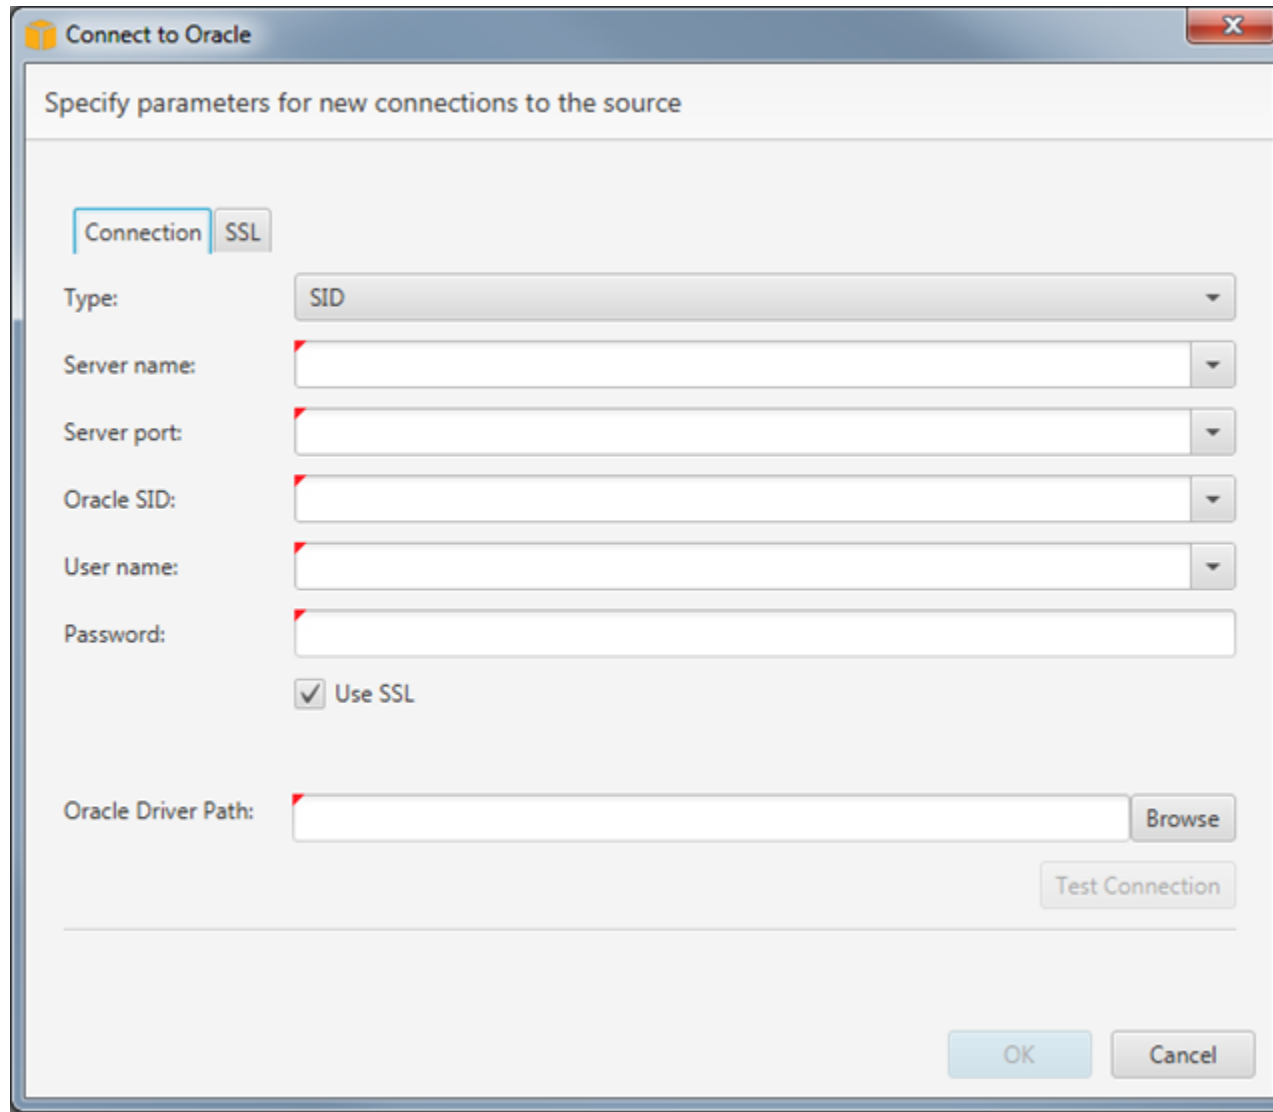 Connect to Oracle
Specify parameters for new connections to the source
Connection SSL
Type: SID
Server name:
Server port:
Oracle SID:
User name:
Password:
Use SSL
Oracle Driver Path: Browse
Test Connection
OK Cancel